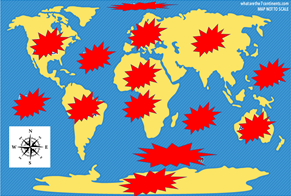 whatarethe7continents.com
MAP NOT TO SCALE
N
W E
S